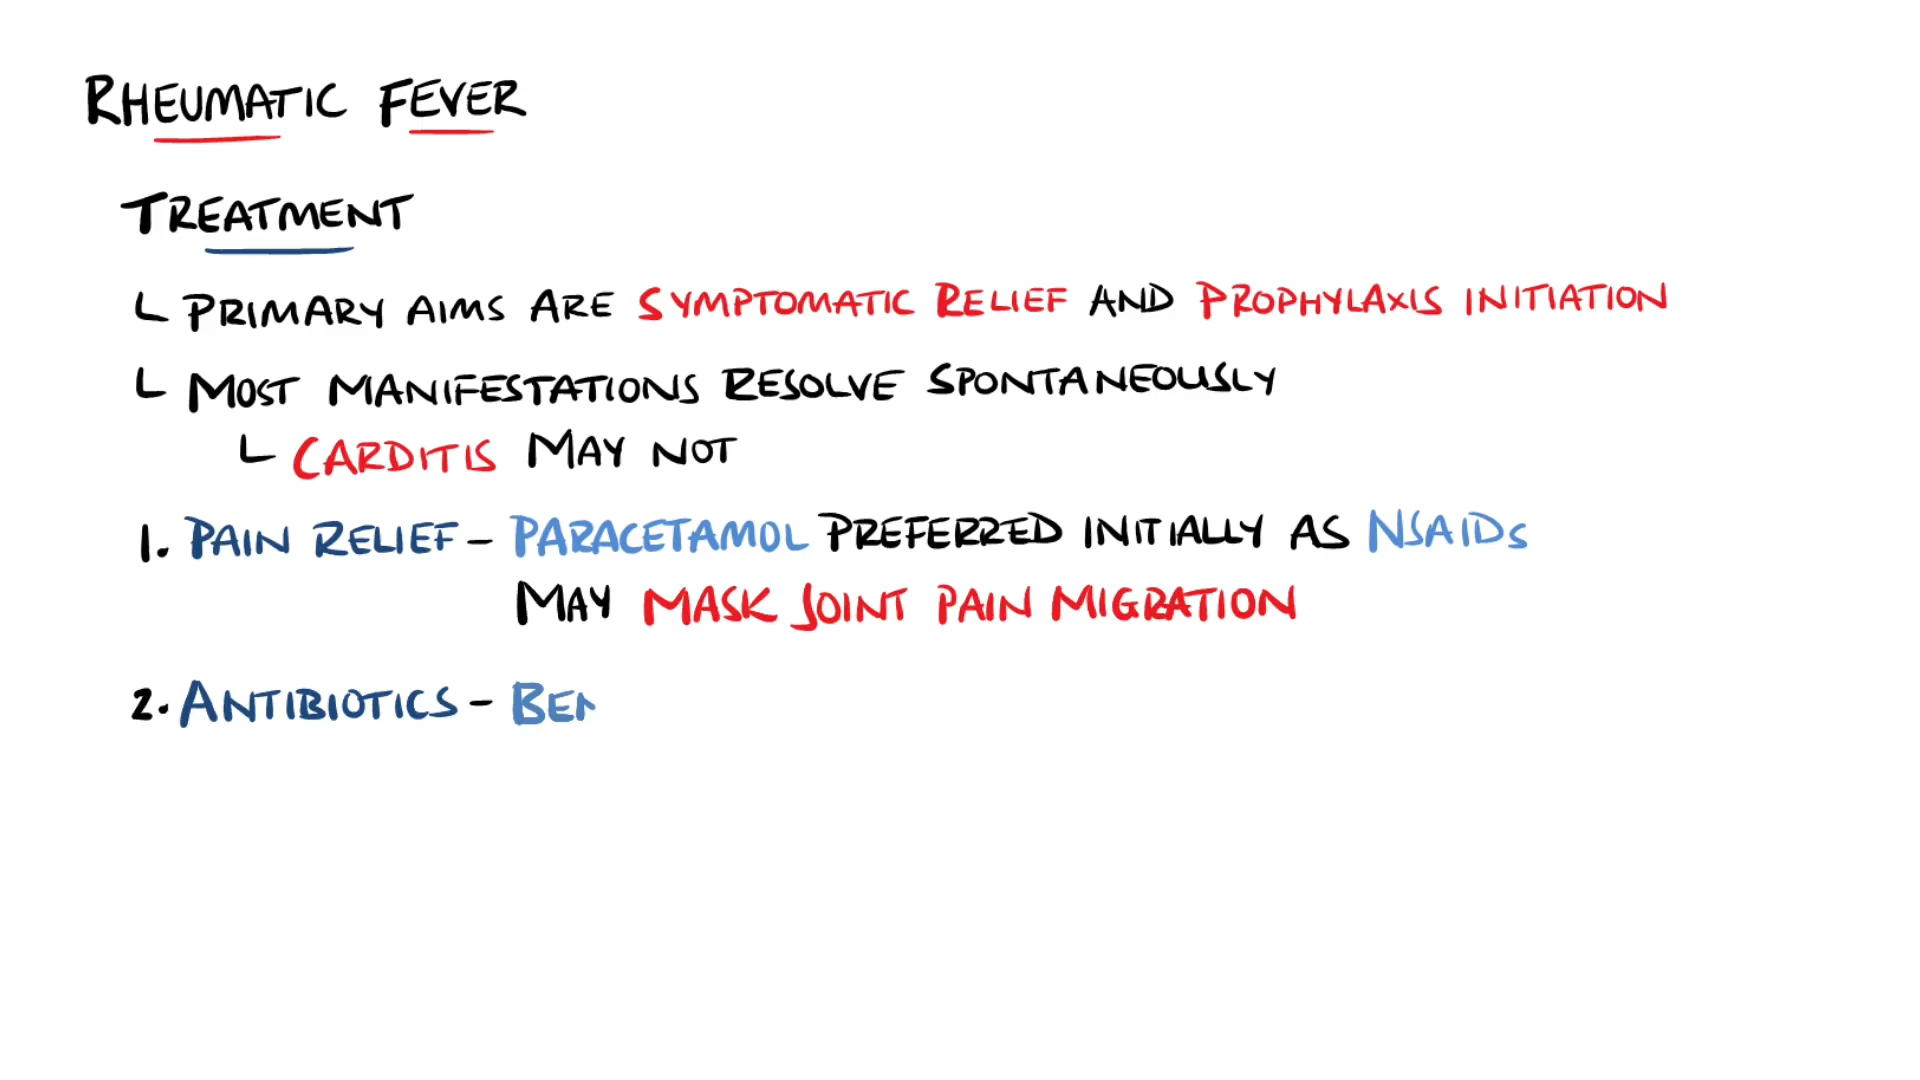 RHEUMATIC FEVER
TREATMENT
PRIMARY AIMS ARE SYMPTOMATIC RELIEF AND PROPHYLAXIS INITIATION
MOST MANIFESTATIONS RESOLVE SPONTANEOUSLY
CARDITIS MAY NOT
1. PAIN RELIEF - PARACETAMOL PREFERRED INITIALLY AS NSAIDS
MAY MASK JOINT PAIN MIGRATION
2. ANTIBIOTICS - BEN